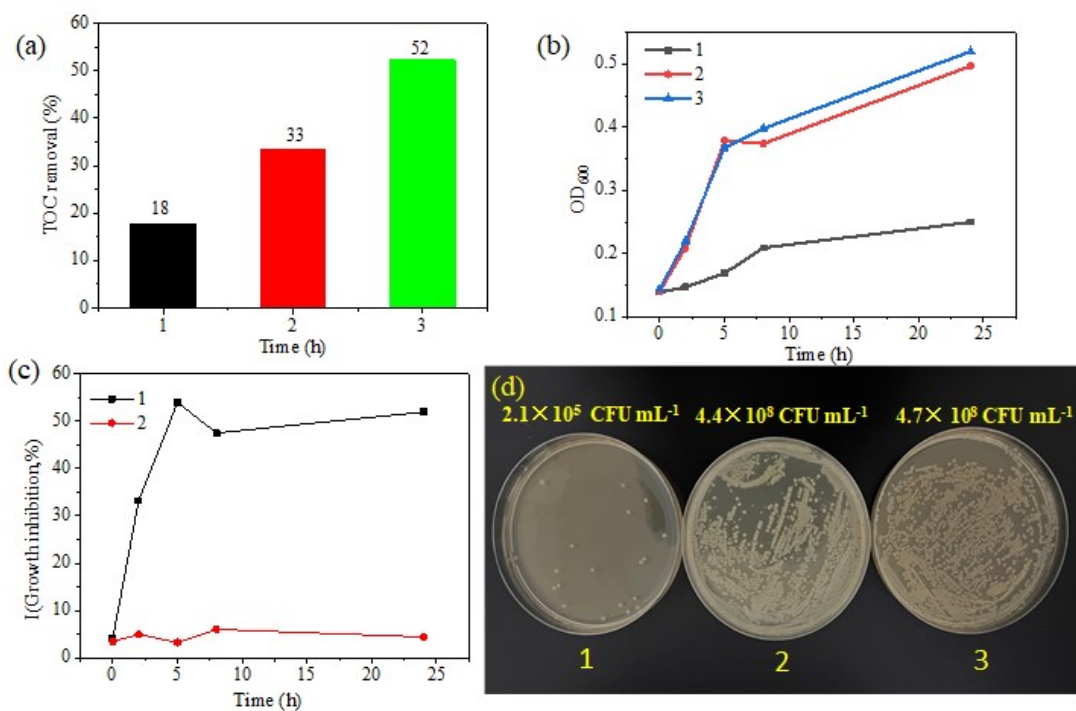 (a)
60
50
40
30
20
10
0
TOC removal (%)
18
33
52
1 2 3
Time (h)
(b)
1
2
3
0.5
0.4
0.3
0.2
0.1
OD600
0 5 10 15 20 25
Time (h)
(c)
1
2
60
50
40
30
20
10
0
I(Growth inhibition,%)
0 5 10 15 20 25
Time (h)
(d)
2.1×10⁵ CFU mL⁻¹ 4.4×10⁸ CFU mL⁻¹ 4.7× 10⁸ CFU mL⁻¹
1 2 3